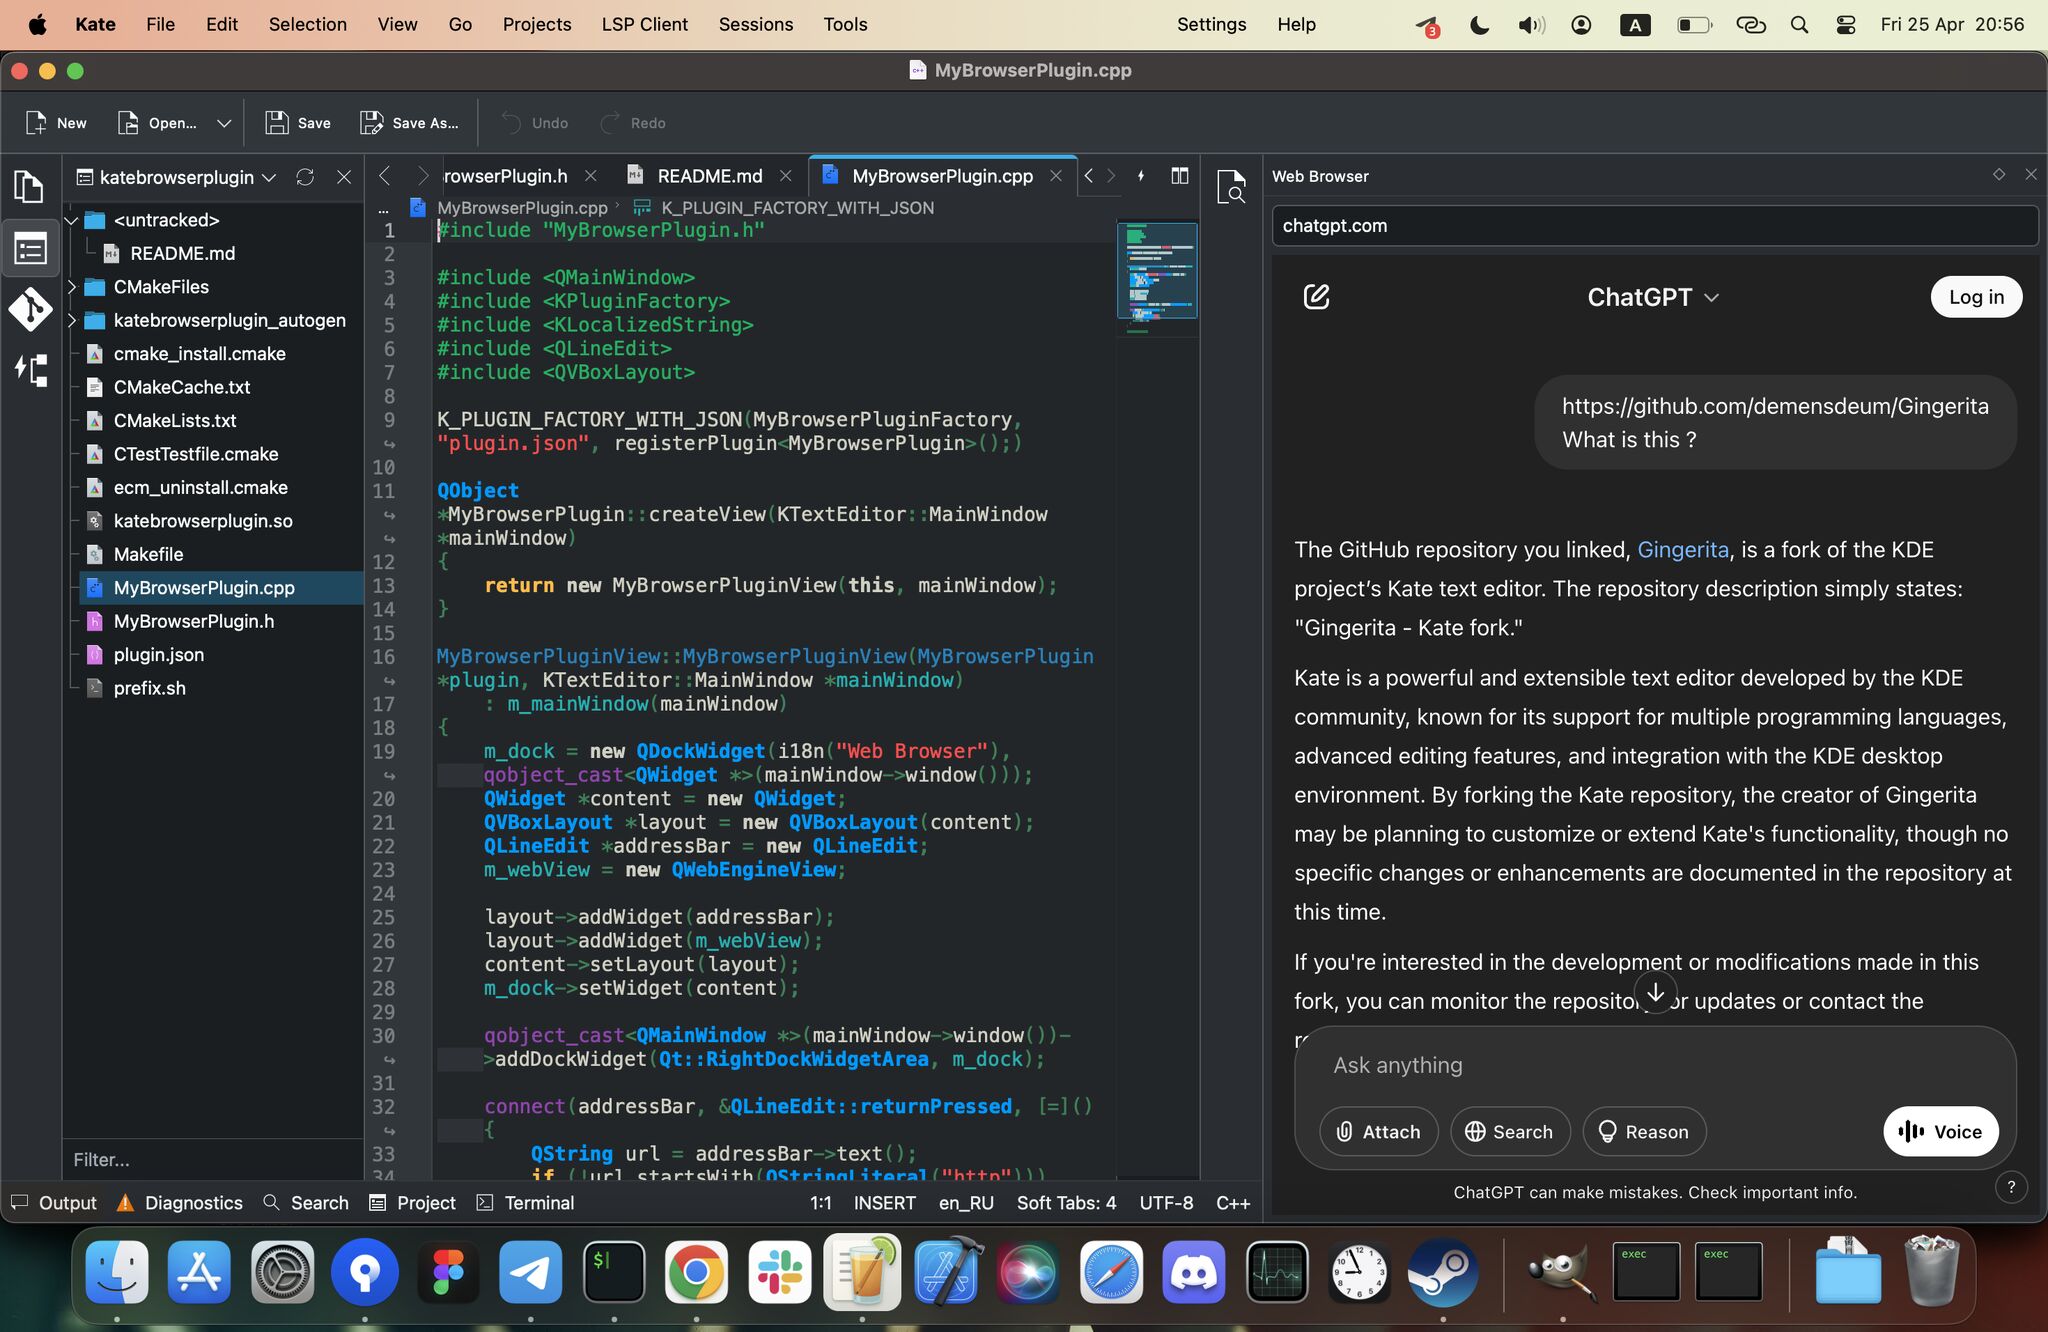 Kate File Edit Selection View Go Projects LSP Client Sessions Tools Settings Help 3 A Fri 25 Apr 20:56
MyBrowserPlugin.cpp
New Open... Save Save As... Undo Redo
katebrowserplugin
<untracked>
README.md
CMakeFiles
katebrowserplugin_autogen
cmake_install.cmake
CMakeCache.txt
CMakeLists.txt
CTestTestfile.cmake
ecm_uninstall.cmake
katebrowserplugin.so
Makefile
MyBrowserPlugin.cpp
MyBrowserPlugin.h
plugin.json
prefix.sh
Filter...
rowserPlugin.h README.md MyBrowserPlugin.cpp
... MyBrowserPlugin.cpp K_PLUGIN_FACTORY_WITH_JSON
1 #include "MyBrowserPlugin.h"
2
3 #include <QMainWindow>
4 #include <KPluginFactory>
5 #include <KLocalizedString>
6 #include <QLineEdit>
7 #include <QVBoxLayout>
8
9 K_PLUGIN_FACTORY_WITH_JSON(MyBrowserPluginFactory,
"plugin.json", registerPlugin<MyBrowserPlugin>();)
10
11 QObject
*MyBrowserPlugin::createView(KTextEditor::MainWindow
*mainWindow)
12 {
13 return new MyBrowserPluginView(this, mainWindow);
14 }
15
16 MyBrowserPluginView::MyBrowserPluginView(MyBrowserPlugin
*plugin, KTextEditor::MainWindow *mainWindow)
17 : m_mainWindow(mainWindow)
18 {
19 m_dock = new QDockWidget(i18n("Web Browser"),
qobject_cast<QWidget *>(mainWindow->window()));
20 QWidget *content = new QWidget;
21 QVBoxLayout *layout = new QVBoxLayout(content);
22 QLineEdit *addressBar = new QLineEdit;
23 m_webView = new QWebEngineView;
24
25 layout->addWidget(addressBar);
26 layout->addWidget(m_webView);
27 content->setLayout(layout);
28 m_dock->setWidget(content);
29
30 qobject_cast<QMainWindow *>(mainWindow->window())-
>addDockWidget(Qt::RightDockWidgetArea, m_dock);
31
32 connect(addressBar, &QLineEdit::returnPressed, [=]()
{
33 QString url = addressBar->text();
34 if (!url.startsWith(QStringLiteral("http")))
Web Browser
chatgpt.com
ChatGPT
Log in
https://github.com/demensdeum/Gingerita
What is this ?
The GitHub repository you linked, Gingerita, is a fork of the KDE
project’s Kate text editor. The repository description simply states:
"Gingerita - Kate fork."
Kate is a powerful and extensible text editor developed by the KDE
community, known for its support for multiple programming languages,
advanced editing features, and integration with the KDE desktop
environment. By forking the Kate repository, the creator of Gingerita
may be planning to customize or extend Kate's functionality, though no
specific changes or enhancements are documented in the repository at
this time.
If you're interested in the development or modifications made in this
fork, you can monitor the repository for updates or contact the
Ask anything
Attach Search Reason Voice
ChatGPT can make mistakes. Check important info. ?
Output Diagnostics Search Project Terminal 1:1 INSERT en_RU Soft Tabs: 4 UTF-8 C++
$
exec exec